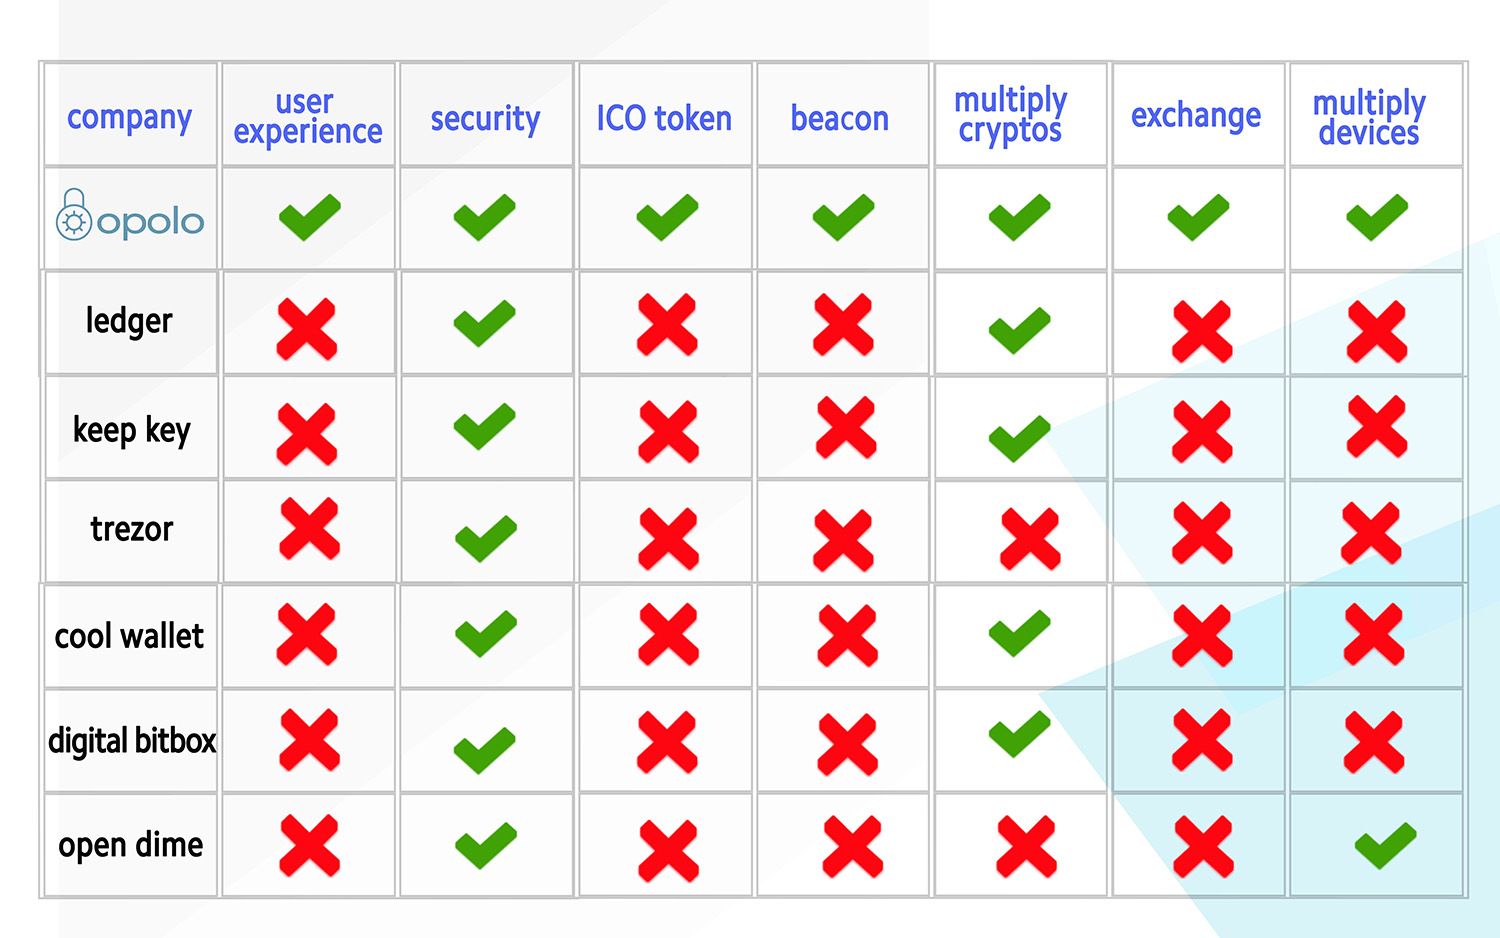 company
user
experience
security
ICO token
beacon
multiply
cryptos
exchange
multiply
devices
opolo
ledger
keep key
trezor
cool wallet
digital bitbox
open dime